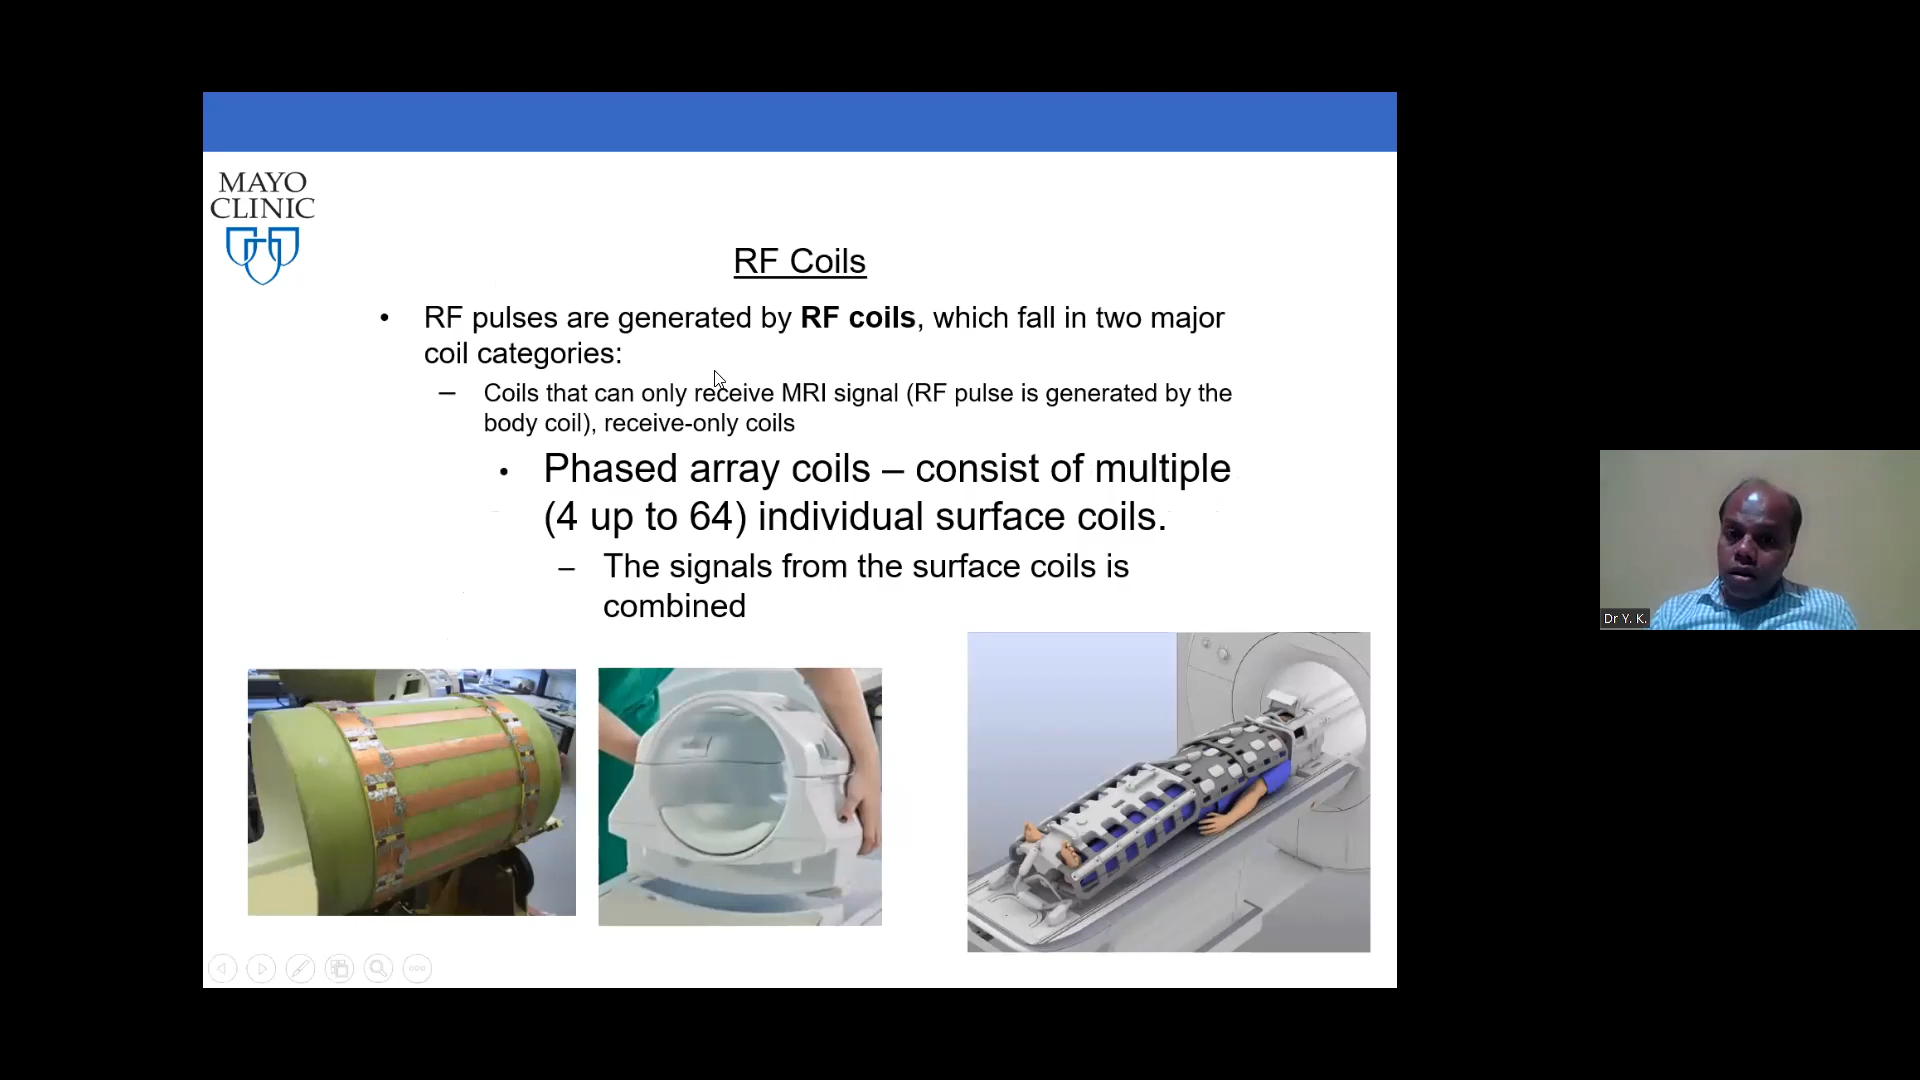 MAYO
CLINIC
RF Coils
• RF pulses are generated by RF coils, which fall in two major
coil categories:
– Coils that can only receive MRI signal (RF pulse is generated by the
body coil), receive-only coils
• Phased array coils – consist of multiple
(4 up to 64) individual surface coils.
– The signals from the surface coils is
combined
Dr Y. K.